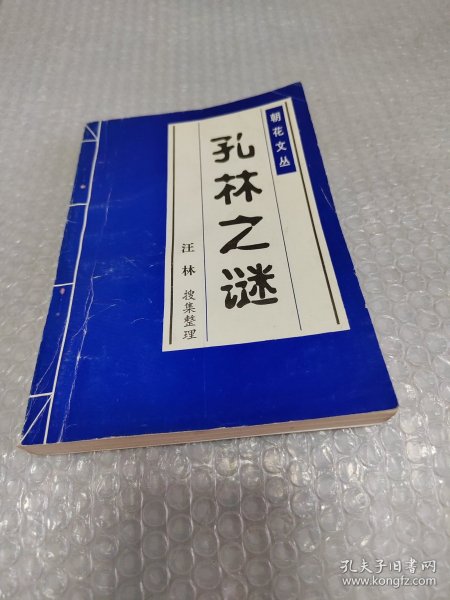 朝花文丛
孔林之谜
汪林 搜集整理
孔夫子旧书网
www.kongfz.com